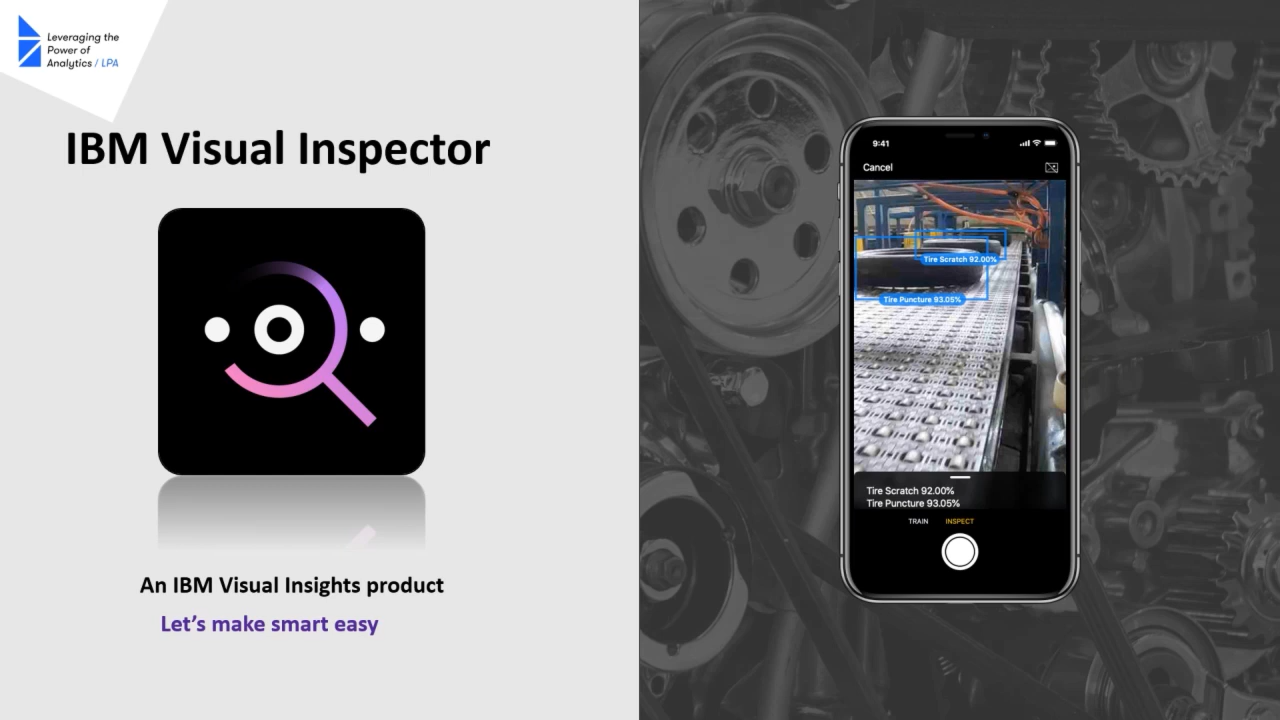 Leveraging the
Power of
Analytics / LPA
IBM Visual Inspector
An IBM Visual Insights product
Let's make smart easy
9:41
Cancel
Tire Scratch 92.00%
Tire Puncture 93.05%
Tire Scratch 92.00%
Tire Puncture 93.05%
TRAIN INSPECT